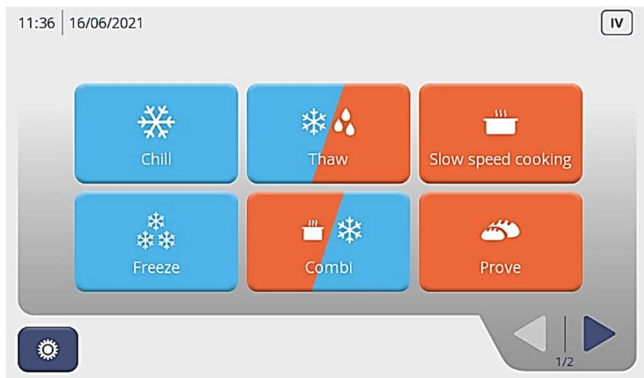 11:36 16/06/2021 IV
Chill Thaw Slow speed cooking
Freeze Combi Prove
1/2